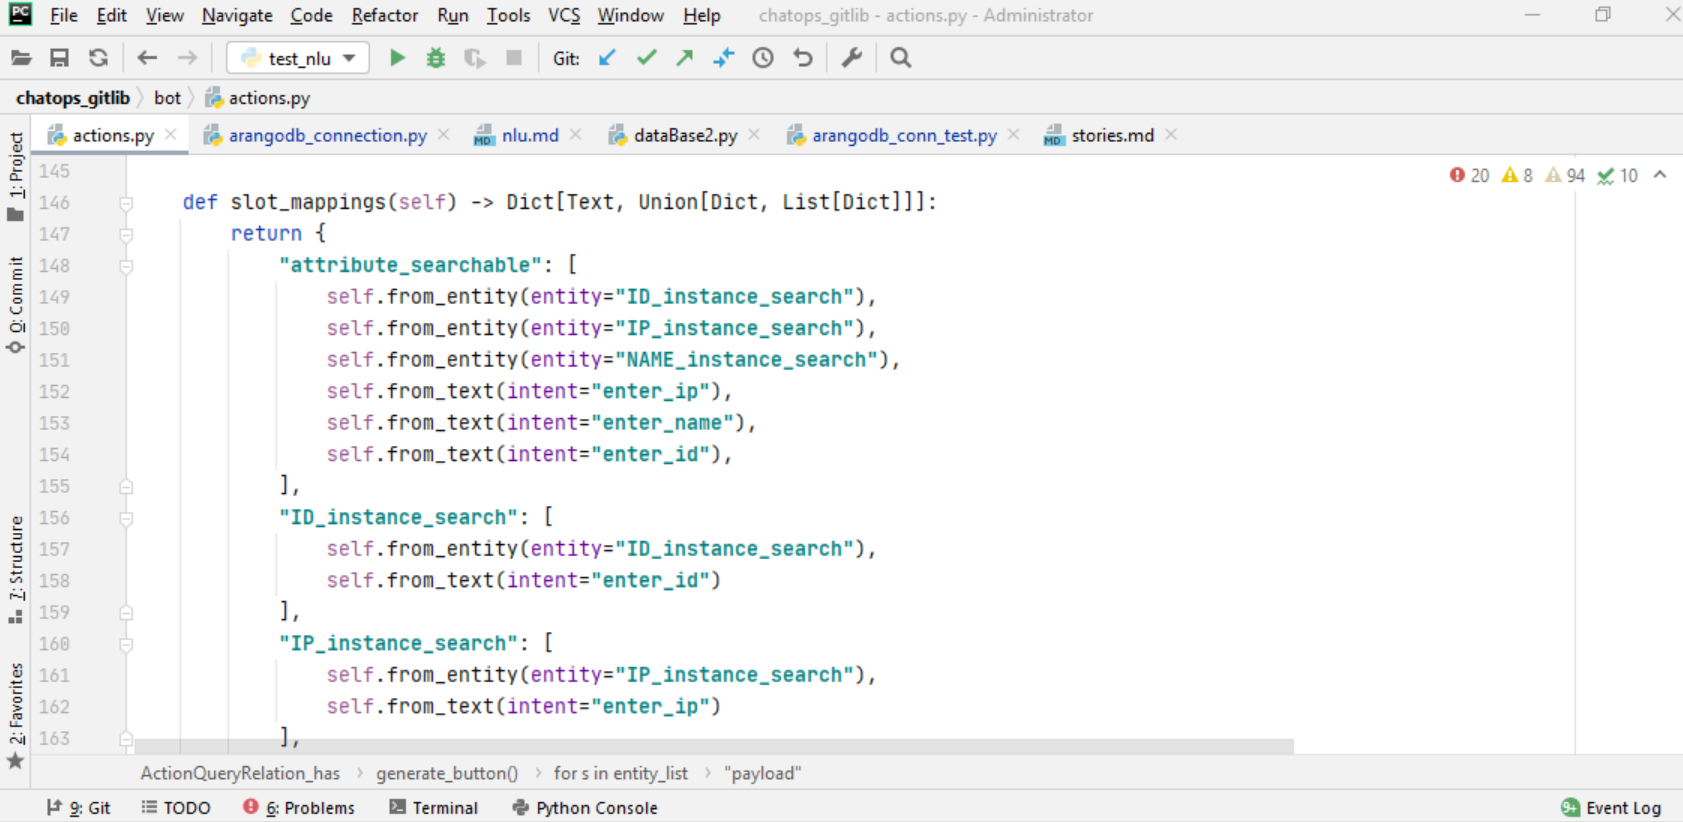 PC File Edit View Navigate Code Refactor Run Tools VCS Window Help chatops_gitlib - actions.py - Administrator
test_nlu Git:
chatops_gitlib bot actions.py
actions.py arangodb_connection.py nlu.md dataBase2.py arangodb_conn_test.py stories.md
1: Project
0: Commit
7: Structure
2: Favorites
20 8 94 10
145
146 def slot_mappings(self) -> Dict[Text, Union[Dict, List[Dict]]]:
147 return {
148 "attribute_searchable": [
149 self.from_entity(entity="ID_instance_search"),
150 self.from_entity(entity="IP_instance_search"),
151 self.from_entity(entity="NAME_instance_search"),
152 self.from_text(intent="enter_ip"),
153 self.from_text(intent="enter_name"),
154 self.from_text(intent="enter_id"),
155 ],
156 "ID_instance_search": [
157 self.from_entity(entity="ID_instance_search"),
158 self.from_text(intent="enter_id")
159 ],
160 "IP_instance_search": [
161 self.from_entity(entity="IP_instance_search"),
162 self.from_text(intent="enter_ip")
163 ],
ActionQueryRelation_has › generate_button() › for s in entity_list › "payload"
9: Git TODO 6: Problems Terminal Python Console 9+ Event Log